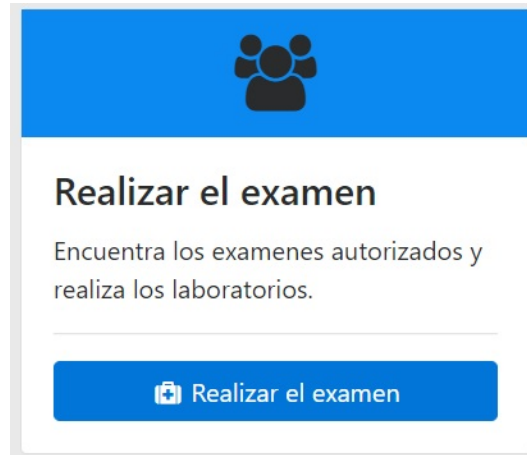 Realizar el examen
Encuentra los examenes autorizados y
realiza los laboratorios.
Realizar el examen